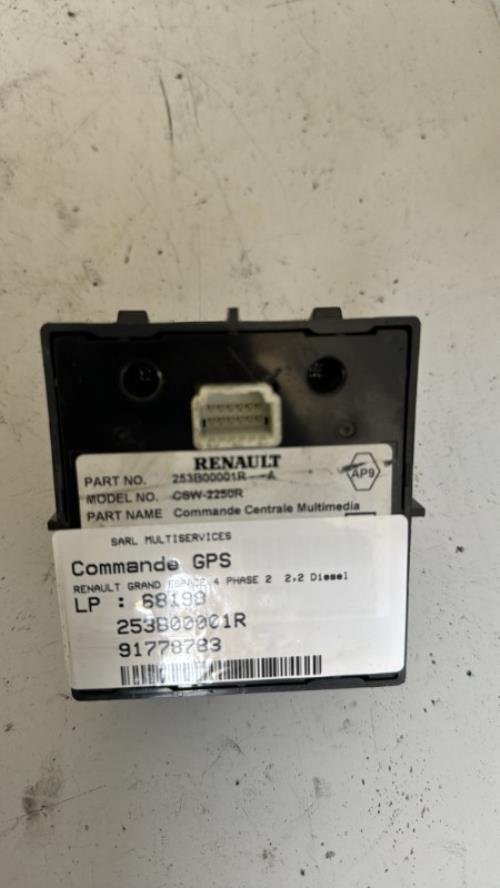 RENAULT
PART NO. 253B00001R--A
AP9
MODEL NO. CSW-2250R
PART NAME Commande Centrale Multimedia
SARL MULTISERVICES
Commande GPS
RENAULT GRAND ESPACE 4 PHASE 2 2,2 Diesel
LP : 68198
253B00001R
91778783